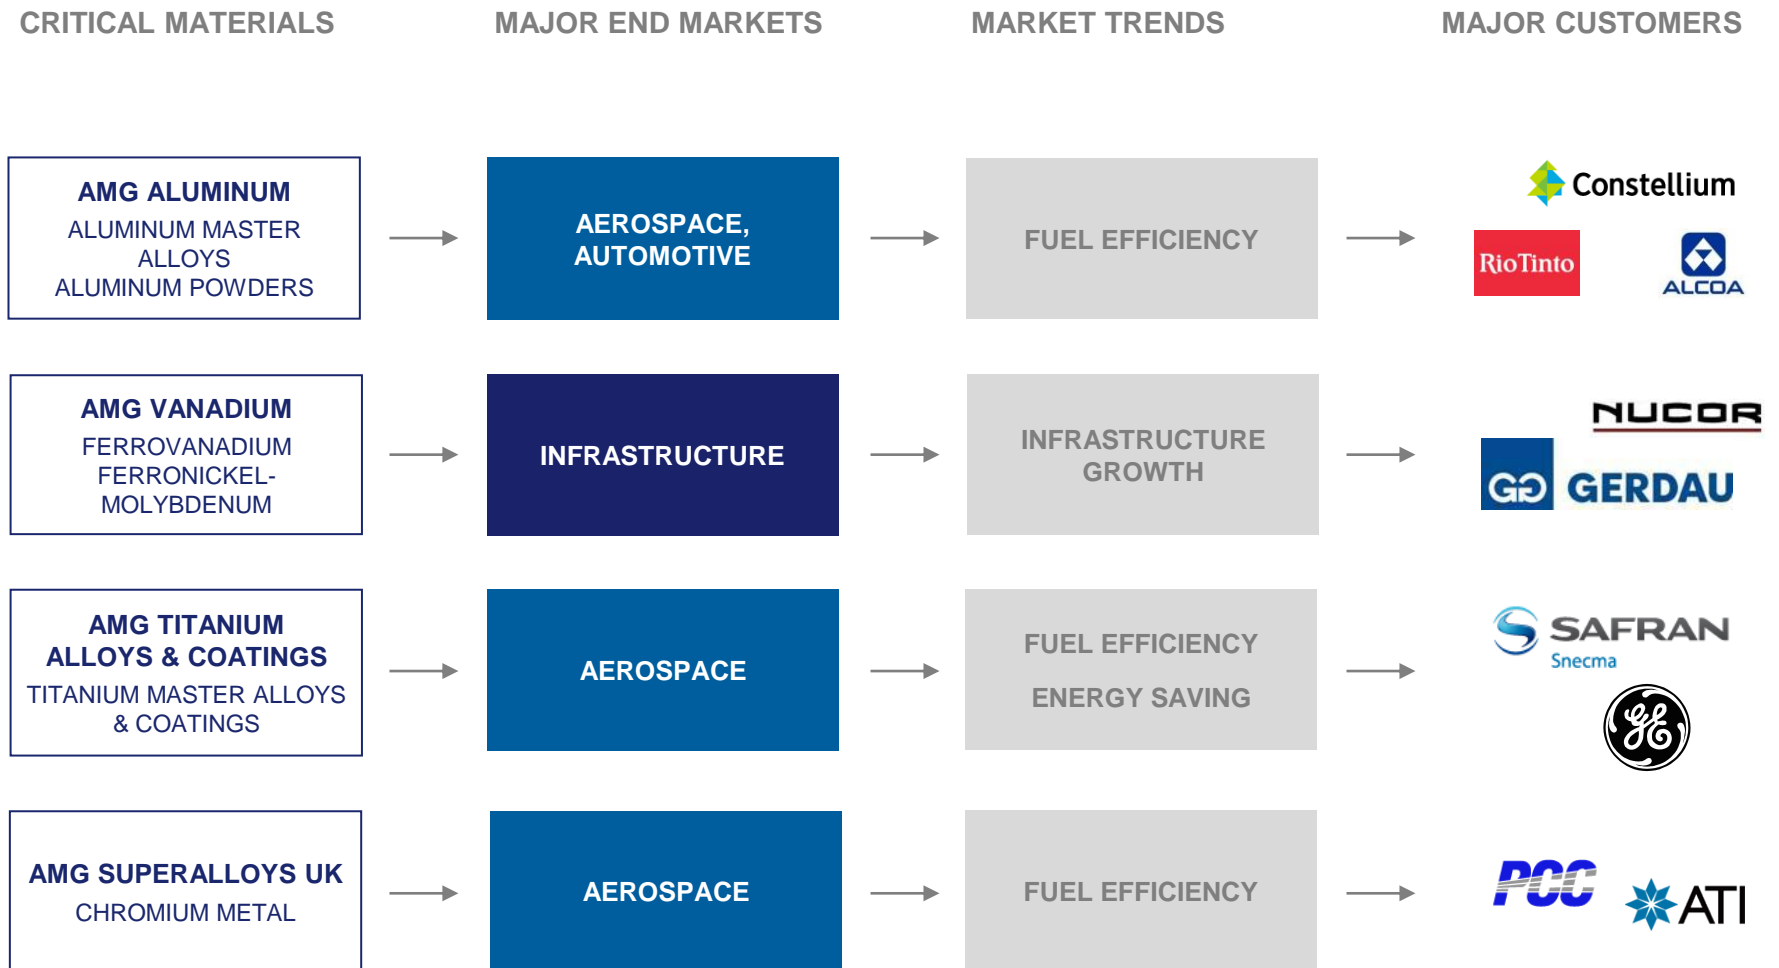 CRITICAL MATERIALS
MAJOR END MARKETS
MARKET TRENDS
MAJOR CUSTOMERS
AMG ALUMINUM
ALUMINUM MASTER
ALLOYS
ALUMINUM POWDERS
AEROSPACE,
AUTOMOTIVE
FUEL EFFICIENCY
Constellium
RioTinto
ALCOA
AMG VANADIUM
FERROVANADIUM
FERRONICKEL-
MOLYBDENUM
INFRASTRUCTURE
INFRASTRUCTURE
GROWTH
NUCOR
GERDAU
AMG TITANIUM
ALLOYS & COATINGS
TITANIUM MASTER ALLOYS
& COATINGS
AEROSPACE
FUEL EFFICIENCY
ENERGY SAVING
SAFRAN
Snecma
GE
AMG SUPERALLOYS UK
CHROMIUM METAL
AEROSPACE
FUEL EFFICIENCY
PCC
ATI